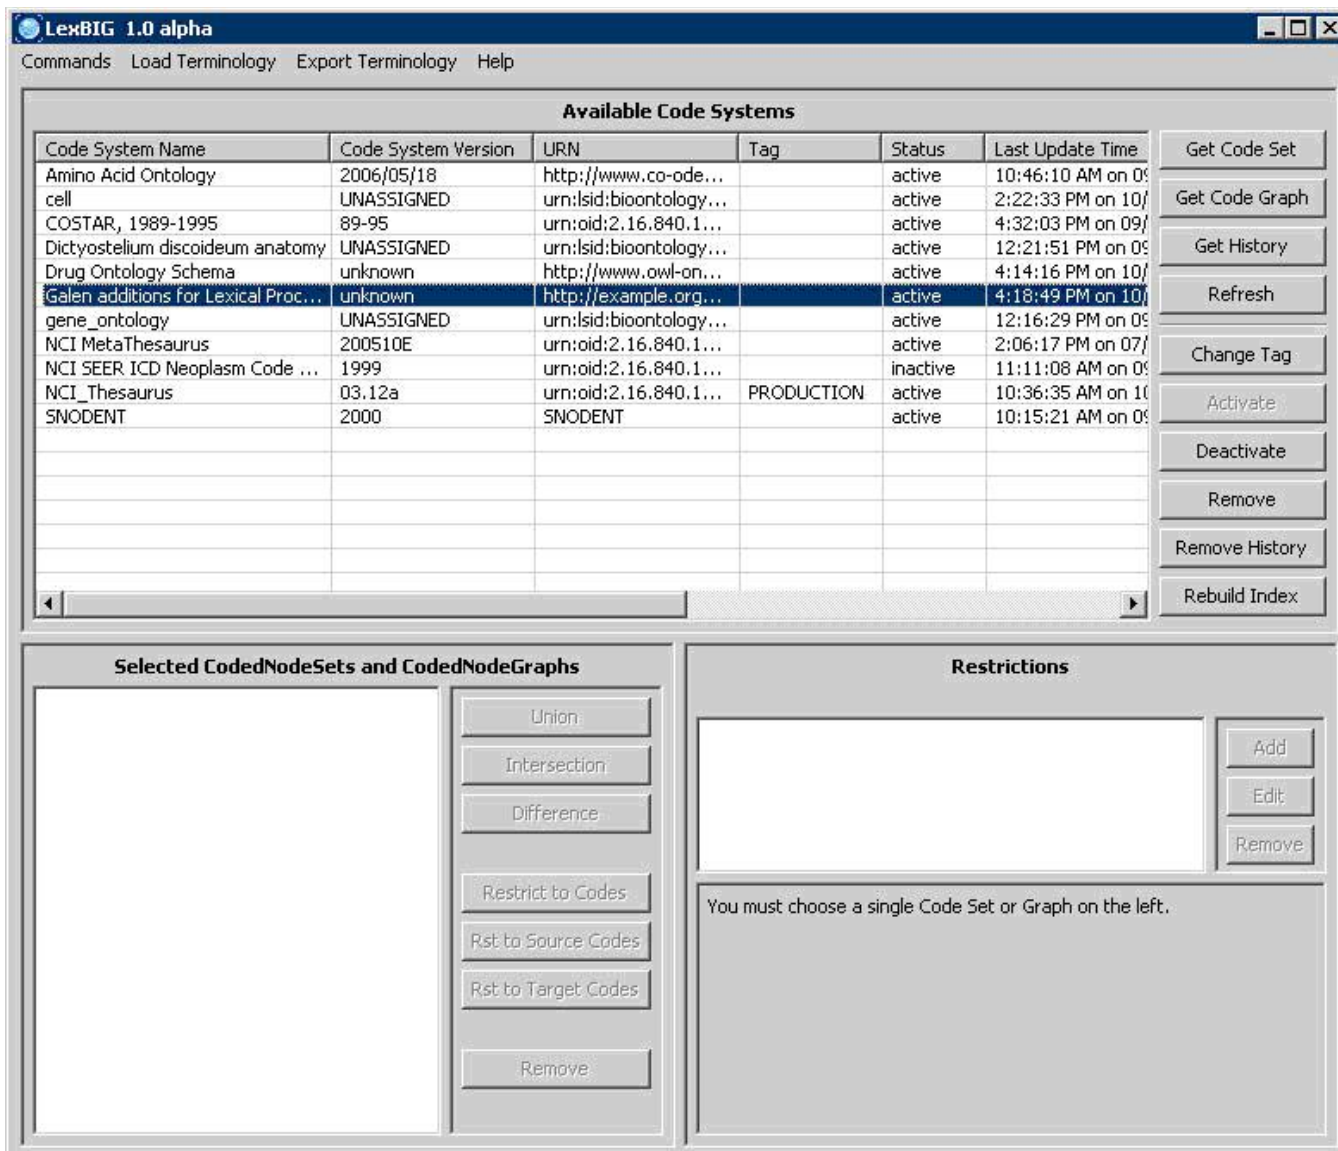 LexBIG 1.0 alpha
Commands Load Terminology Export Terminology Help
Available Code Systems
Code System Name Code System Version URN Tag Status Last Update Time
Amino Acid Ontology 2006/05/18 http://www.co-ode... active 10:46:10 AM on 09
cell UNASSIGNED urn:lsid:bioontology... active 2:22:33 PM on 10/
COSTAR, 1989-1995 89-95 urn:oid:2.16.840.1... active 4:32:03 PM on 09/
Dictyostelium discoideum anatomy UNASSIGNED urn:lsid:bioontology... active 12:21:51 PM on 09
Drug Ontology Schema unknown http://www.owl-on... active 4:14:16 PM on 10/
Galen additions for Lexical Proc... unknown http://example.org... active 4:18:49 PM on 10/
gene_ontology UNASSIGNED urn:lsid:bioontology... active 12:16:29 PM on 09
NCI MetaThesaurus 200510E urn:oid:2.16.840.1... active 2:06:17 PM on 07/
NCI SEER ICD Neoplasm Code ... 1999 urn:oid:2.16.840.1... inactive 11:11:08 AM on 09
NCI_Thesaurus 03.12a urn:oid:2.16.840.1... PRODUCTION active 10:36:35 AM on 10
SNODENT 2000 SNODENT active 10:15:21 AM on 09
Get Code Set
Get Code Graph
Get History
Refresh
Change Tag
Activate
Deactivate
Remove
Remove History
Rebuild Index
Selected CodedNodeSets and CodedNodeGraphs
Union
Intersection
Difference
Restrict to Codes
Rst to Source Codes
Rst to Target Codes
Remove
Restrictions
Add
Edit
Remove
You must choose a single Code Set or Graph on the left.